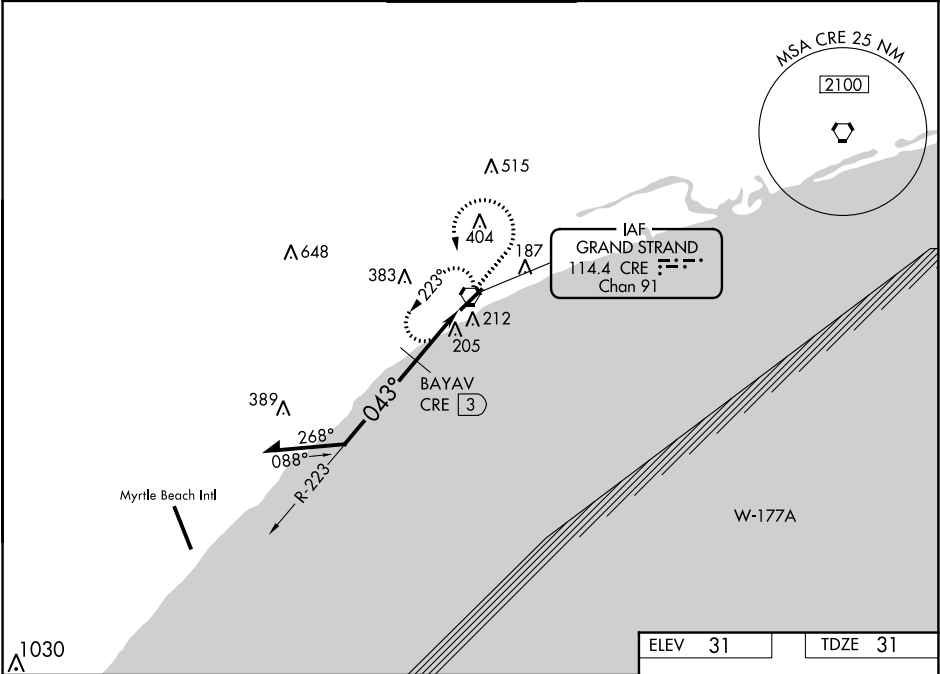 MSA CRE 25 NM
2100
515
404
187
648
383
223°
IAF
GRAND STRAND
114.4 CRE
Chan 91
212
205
BAYAV
CRE 3
043°
389
268°
088°
R-223
Myrtle Beach Intl
W-177A
1030
ELEV 31
TDZE 31